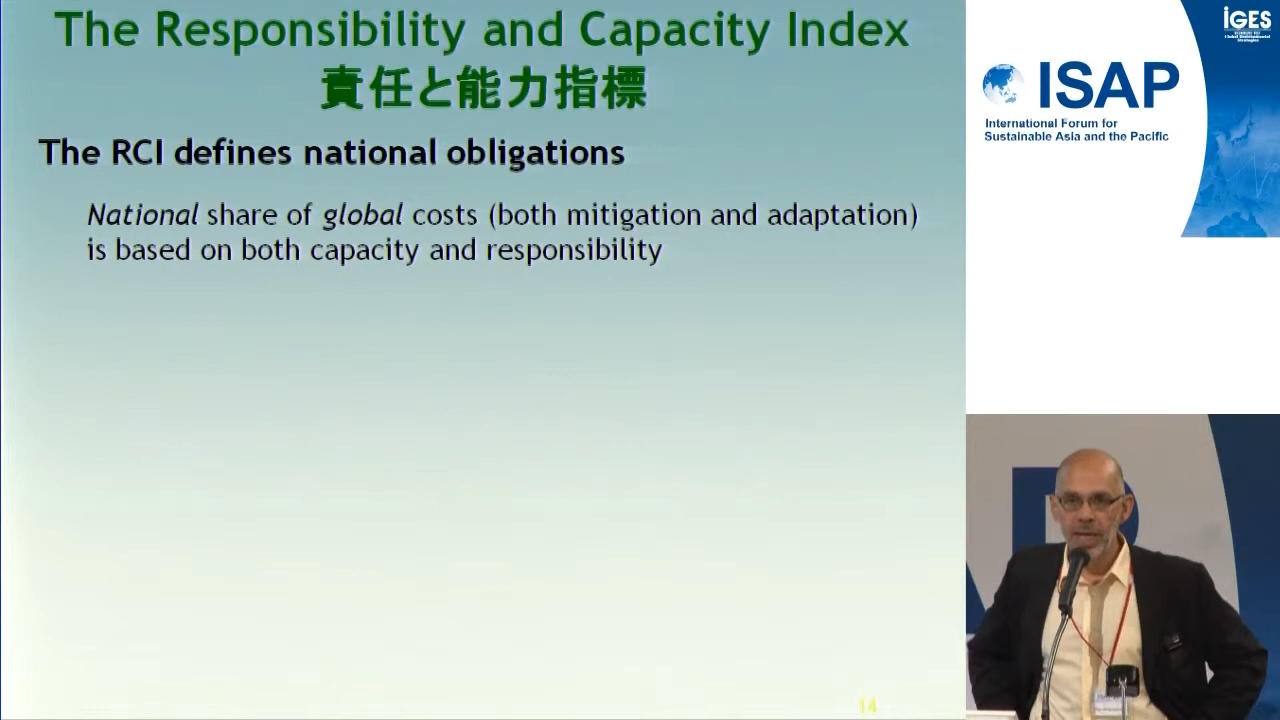 The Responsibility and Capacity Index
責任と能力指標
The RCI defines national obligations
National share of global costs (both mitigation and adaptation)
is based on both capacity and responsibility
14
IGES
ISAP
International Forum for
Sustainable Asia and the Pacific